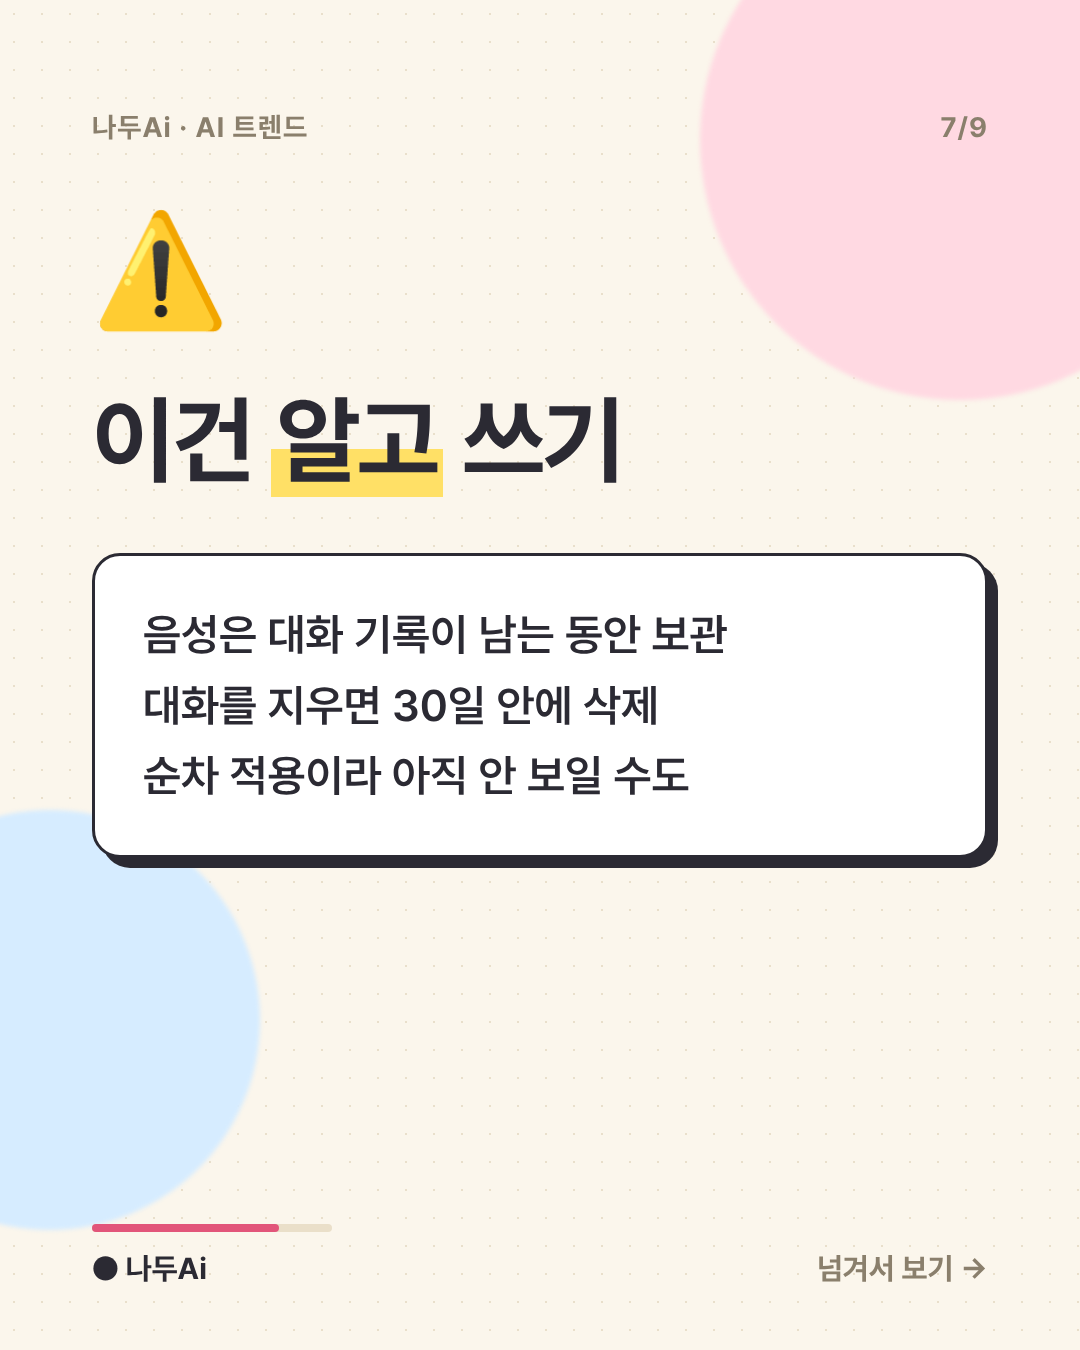 나두Ai · AI 트렌드
7/9
이건 알고 쓰기
음성은 대화 기록이 남는 동안 보관
대화를 지우면 30일 안에 삭제
순차 적용이라 아직 안 보일 수도
나두Ai
넘겨서 보기 →